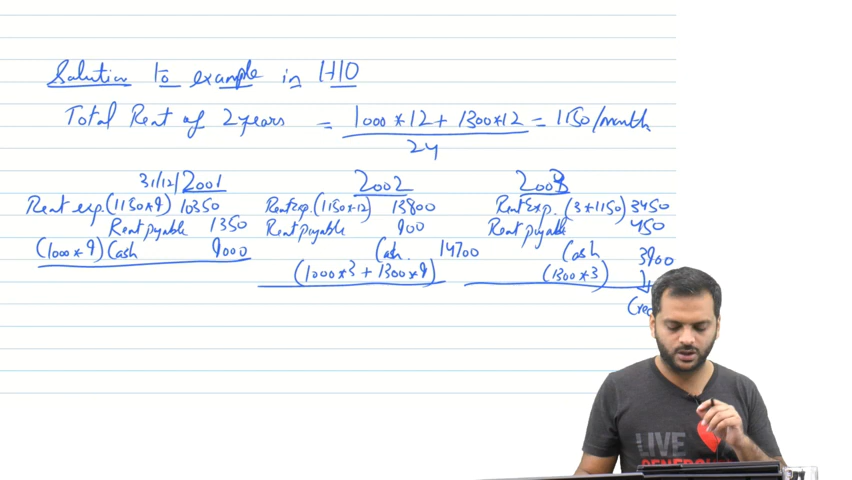 Solution to example in H10
Total Rent of 2 years = 1000*12 + 1300*12 = 1150/month
24
31/12/2001
Rent exp. (1150*9) 10350
Rent payable 1350
(1000*9) Cash 9000
2002
Rent Exp. (1150*12) 13800
Rent payable 900
Cash 14700
(1000*3 + 1300*9)
2003
Rent Exp. (3*1150) 3450
Rent payable 450
Cash 3900
(1300*3)
LIVE